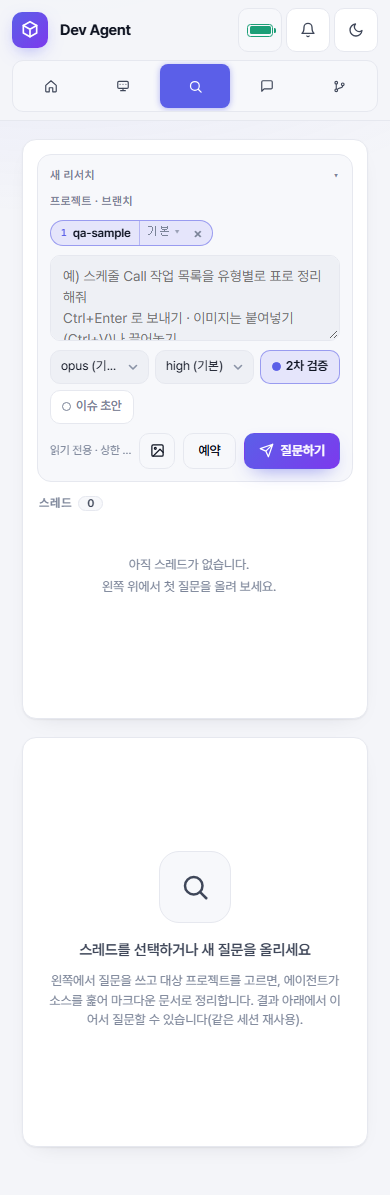 Dev Agent
새 리서치
프로젝트 · 브랜치
1 qa-sample 기본
예) 스케줄 Call 작업 목록을 유형별로 표로 정리
해줘
Ctrl+Enter 로 보내기 · 이미지는 붙여넣기
(Ctrl+V)나 끌어놓기
opus (기...
high (기본)
2차 검증
이슈 초안
읽기 전용 · 상한 ...
예약
질문하기
스레드 0
아직 스레드가 없습니다.
왼쪽 위에서 첫 질문을 올려 보세요.
스레드를 선택하거나 새 질문을 올리세요
왼쪽에서 질문을 쓰고 대상 프로젝트를 고르면, 에이전트가
소스를 훑어 마크다운 문서로 정리합니다. 결과 아래에서 이
어서 질문할 수 있습니다(같은 세션 재사용).